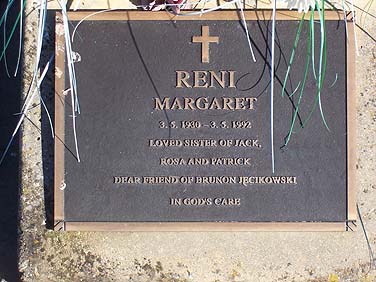 RENI
MARGARET
3. 5. 1930 – 3. 5. 1992
LOVED SISTER OF JACK,
ROSA AND PATRICK
DEAR FRIEND OF BRUNON JĘCIKOWSKI
IN GOD'S CARE